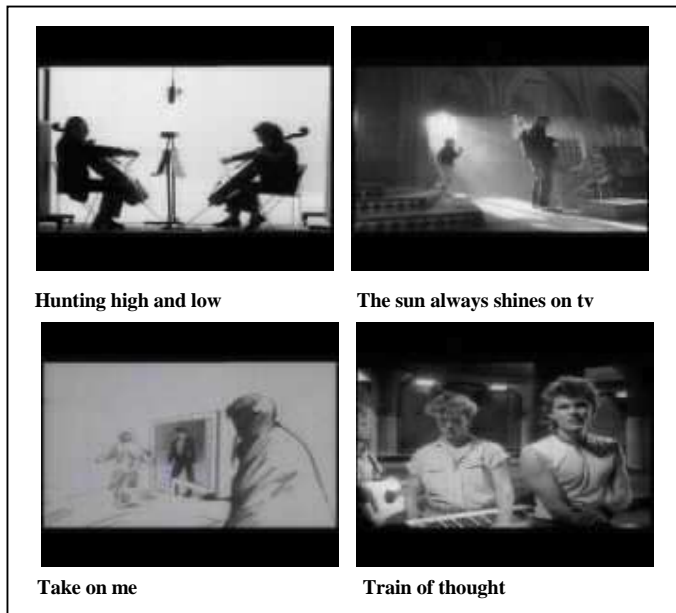 Hunting high and low
The sun always shines on tv
Take on me
Train of thought